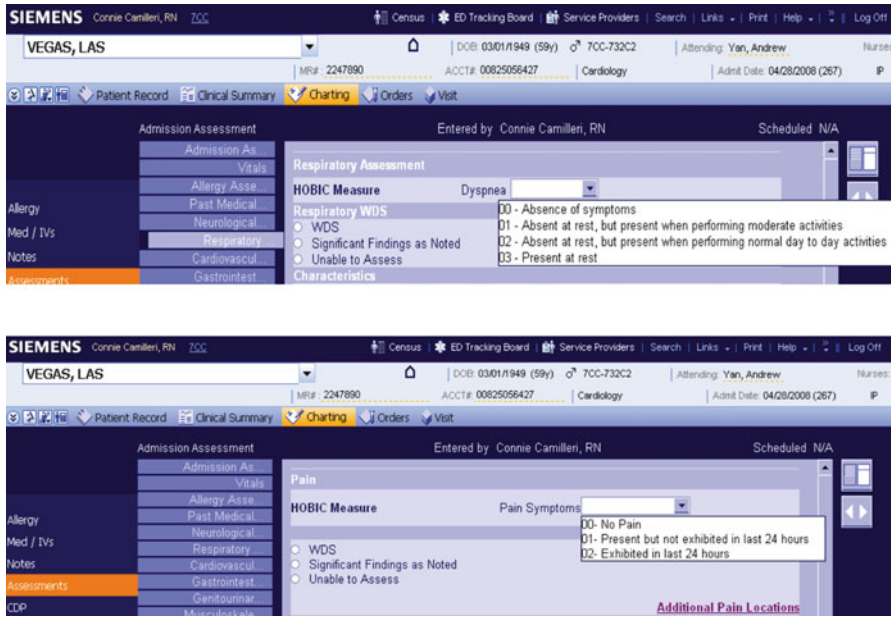 SIEMENS Connie Camilleri, RN 7CC Census ED Tracking Board Service Providers Search Links Print Help Log Off
VEGAS, LAS DOB: 03/01/1949 (59y) 7CC-732C2 Attending: Yan, Andrew Nurse:
MR#: 2247890 ACCT#: 00825056427 Cardiology Admit Date: 04/28/2008 (267) IP
Patient Record Clinical Summary Charting Orders Visit
Admission Assessment Entered by Connie Camilleri, RN Scheduled N/A
Admission As...
Vitals Respiratory Assessment
Allergy Asse... HOBIC Measure Dyspnea
Allergy Past Medical... Respiratory WDS 00 - Absence of symptoms
Neurological... WDS 01 - Absent at rest, but present when performing moderate activities
Med / IVs Respiratory ... Significant Findings as Noted 02 - Absent at rest, but present when performing normal day to day activities
Notes Cardiovascul... Unable to Assess 03 - Present at rest
Assessments Gastrointest... Characteristics
SIEMENS Connie Camilleri, RN 7CC Census ED Tracking Board Service Providers Search Links Print Help Log Off
VEGAS, LAS DOB: 03/01/1949 (59y) 7CC-732C2 Attending: Yan, Andrew Nurses:
MR#: 2247890 ACCT#: 00825056427 Cardiology Admit Date: 04/28/2008 (267) IP
Patient Record Clinical Summary Charting Orders Visit
Admission Assessment Entered by Connie Camilleri, RN Scheduled N/A
Admission As...
Vitals Pain
Allergy Asse...
Past Medical... HOBIC Measure Pain Symptoms
Allergy Neurological... 00- No Pain
Med / IVs Respiratory ... WDS 01- Present but not exhibited in last 24 hours
Notes Cardiovascul... Significant Findings as Noted 02- Exhibited in last 24 hours
Assessments Gastrointest... Unable to Assess
Genitourinar...
CDP Musculoskele... Additional Pain Locations